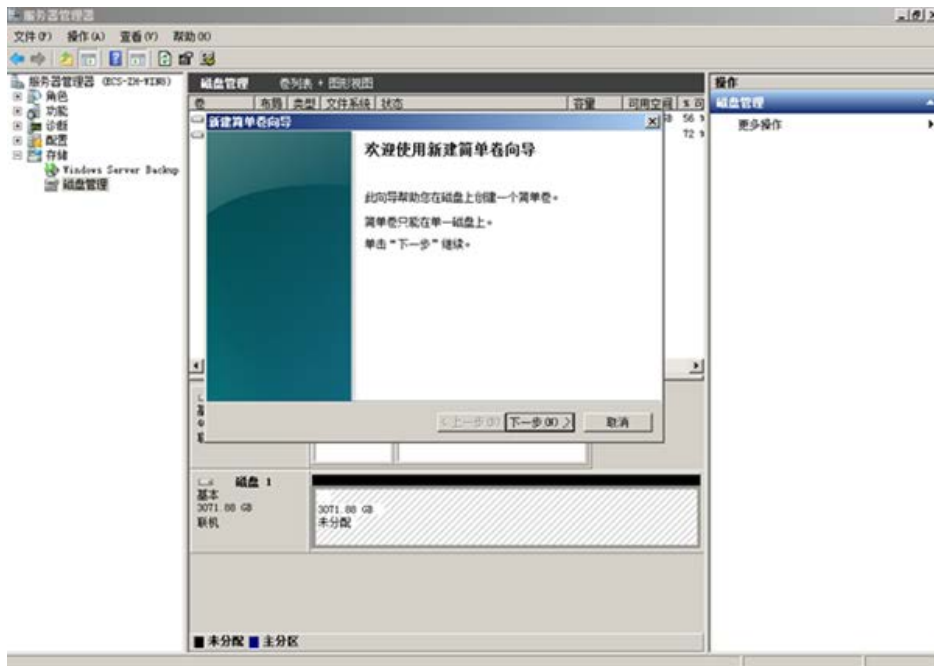 服务器管理器
文件(F) 操作(A) 查看(V) 帮助(H)
服务器管理器 (ECS-ZH-WIN8)
角色
功能
诊断
配置
存储
Windows Server Backup
磁盘管理
磁盘管理 卷列表 + 图形视图
卷 布局 类型 文件系统 状态 容量 可用空间 % 可
56 %
72 %
新建简单卷向导
欢迎使用新建简单卷向导
此向导帮助您在磁盘上创建一个简单卷。
简单卷只能在单一磁盘上。
单击“下一步”继续。
<上一步(B) 下一步(N) > 取消
磁盘 1
基本
3071.88 GB
联机
3071.88 GB
未分配
未分配 主分区
操作
磁盘管理
更多操作